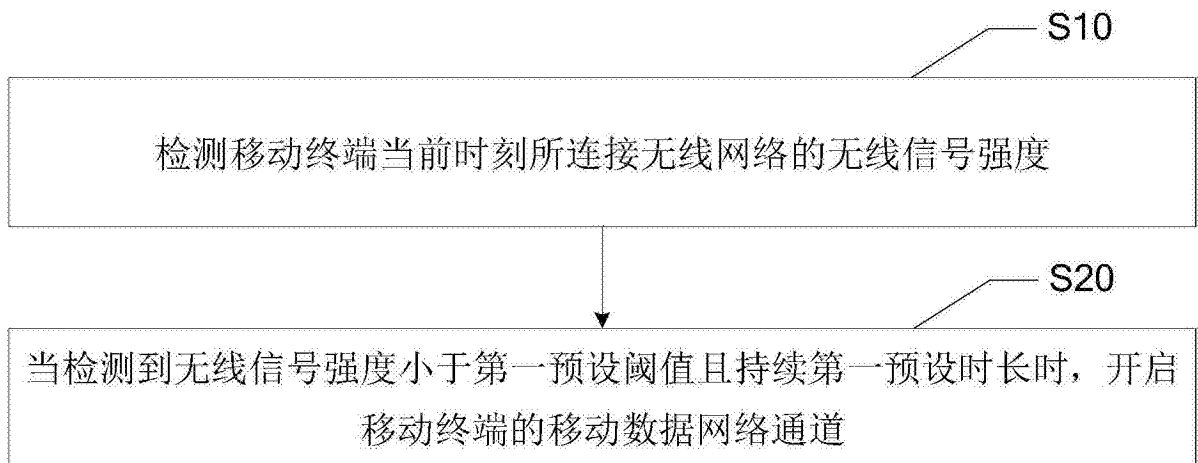 S10
检测移动终端当前时刻所连接无线网络的无线信号强度
S20
当检测到无线信号强度小于第一预设阈值且持续第一预设时长时，开启
移动终端的移动数据网络通道